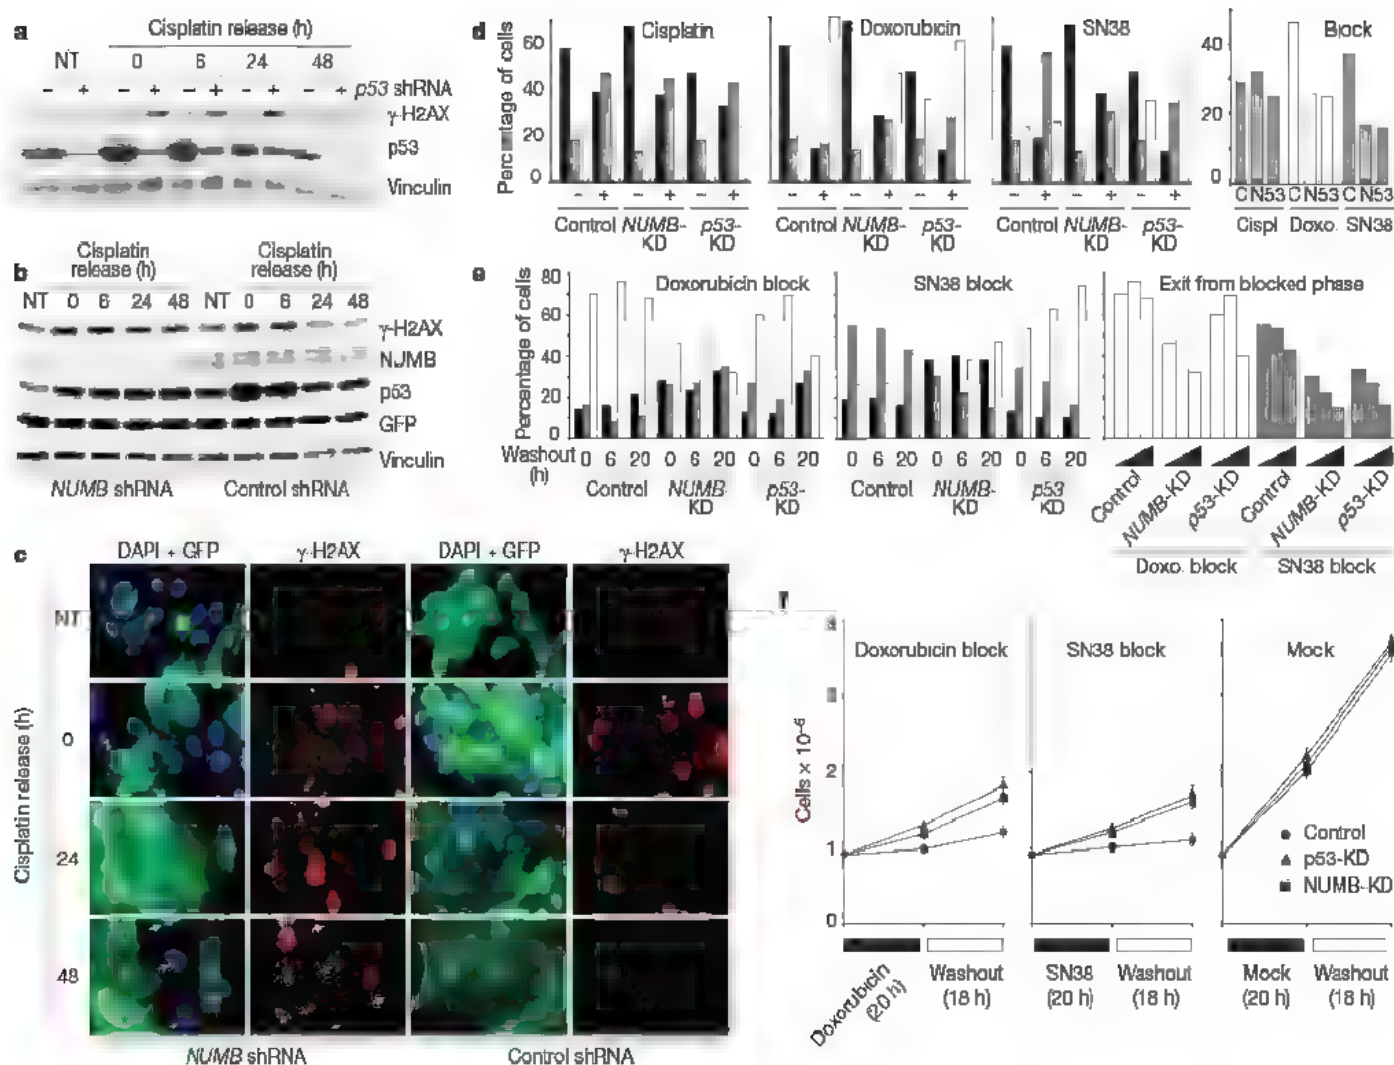 a
Cisplatin release (h)
NT 0 6 24 48
– + – + – + – + – + p53 shRNA
γ-H2AX
p53
Vinculin
b
Cisplatin release (h)
Cisplatin release (h)
NT 0 6 24 48 NT 0 6 24 48
γ-H2AX
NUMB
p53
GFP
Vinculin
NUMB shRNA Control shRNA
c
DAPI + GFP γ-H2AX DAPI + GFP γ-H2AX
Cisplatin release (h)
NT
0
24
48
NUMB shRNA Control shRNA
d
Percentage of cells
60
40
20
0
Cisplatin
Doxorubicin
SN38
– + – + – +
Control NUMB-KD p53-KD
– + – + – +
Control NUMB-KD p53-KD
– + – + – +
Control NUMB-KD p53-KD
Block
40
20
0
C N 53 C N 53 C N 53
Cispl Doxo. SN38
e
Percentage of cells
80
60
40
20
0
Doxorubicin block
SN38 block
Exit from blocked phase
Washout (h)
0 6 20 0 6 20 0 6 20
Control NUMB-KD p53-KD
0 6 20 0 6 20 0 6 20
Control NUMB-KD p53 KD
Control NUMB-KD p53-KD Control NUMB-KD p53-KD
Doxo. block SN38 block
Cells × 10⁻⁶
2
1
0
Doxorubicin block
SN38 block
Mock
Control
p53-KD
NUMB-KD
Doxorubicin (20 h)
Washout (18 h)
SN38 (20 h)
Washout (18 h)
Mock (20 h)
Washout (18 h)